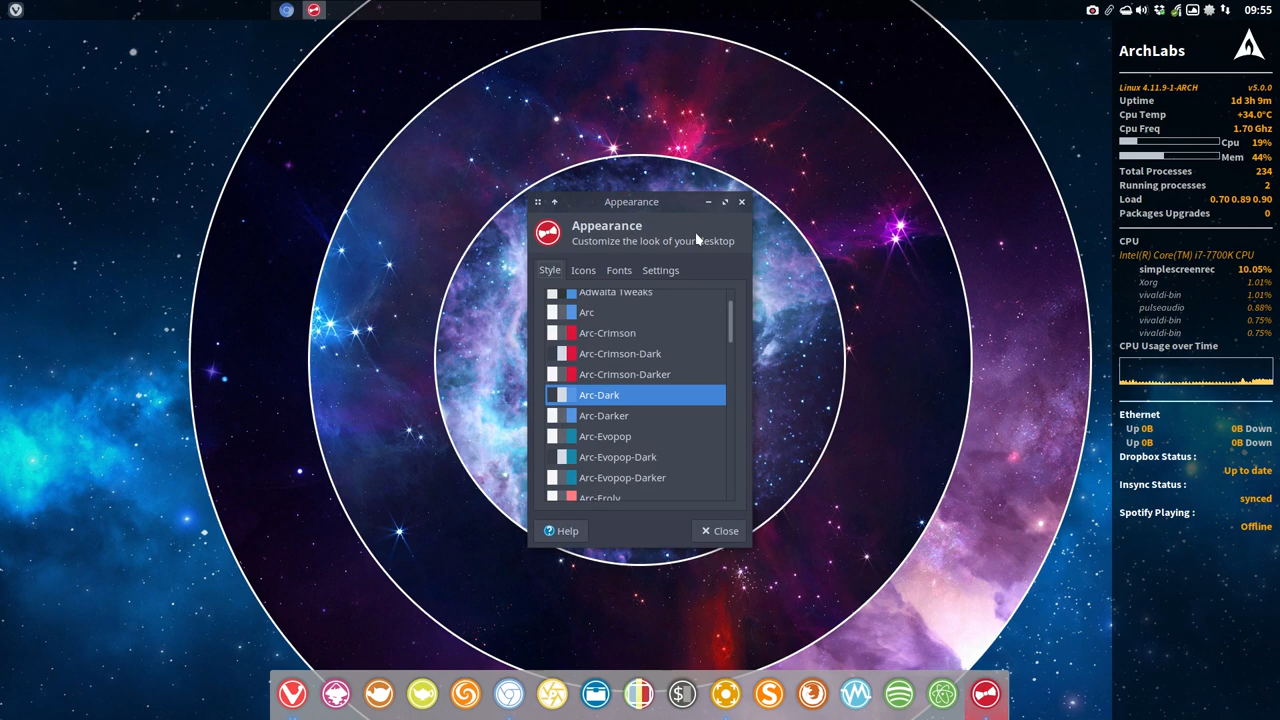 09:55
Appearance
Appearance
Customize the look of your desktop
Style Icons Fonts Settings
Adwaita Tweaks
Arc
Arc-Crimson
Arc-Crimson-Dark
Arc-Crimson-Darker
Arc-Dark
Arc-Darker
Arc-Evopop
Arc-Evopop-Dark
Arc-Evopop-Darker
Arc-Froly
Help Close
ArchLabs
Linux 4.11.9-1-ARCH v5.0.0
Uptime 1d 3h 9m
Cpu Temp +34.0°C
Cpu Freq 1.70 Ghz
Cpu 19%
Mem 44%
Total Processes 234
Running processes 2
Load 0.70 0.89 0.90
Packages Upgrades 0
CPU
Intel(R) Core(TM) i7-7700K CPU
simplescreenrec 10.05%
Xorg 1.01%
vivaldi-bin 1.01%
pulseaudio 0.88%
vivaldi-bin 0.75%
vivaldi-bin 0.75%
CPU Usage over Time
Ethernet
Up 0B 0B Down
Up 0B 0B Down
Dropbox Status :
Up to date
Insync Status :
synced
Spotify Playing :
Offline